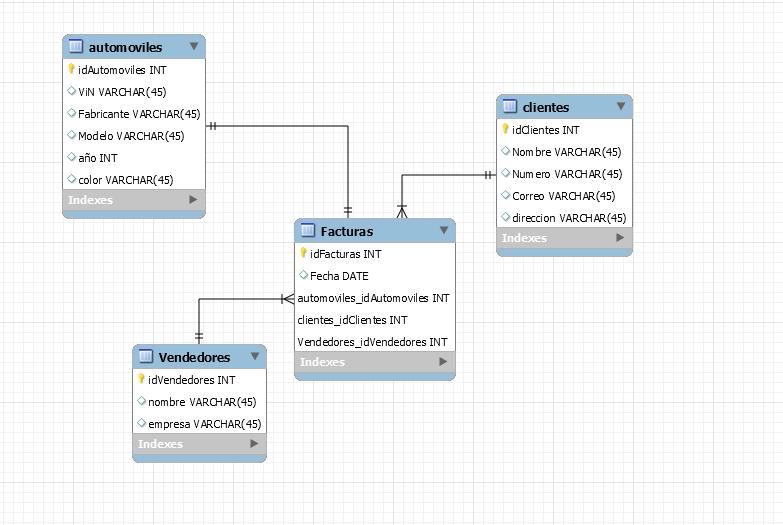 automoviles
idAutomoviles INT
ViN VARCHAR(45)
Fabricante VARCHAR(45)
Modelo VARCHAR(45)
año INT
color VARCHAR(45)
Indexes
clientes
idClientes INT
Nombre VARCHAR(45)
Numero VARCHAR(45)
Correo VARCHAR(45)
direccion VARCHAR(45)
Indexes
Facturas
idFacturas INT
Fecha DATE
automoviles_idAutomoviles INT
clientes_idClientes INT
Vendedores_idVendedores INT
Indexes
Vendedores
idVendedores INT
nombre VARCHAR(45)
empresa VARCHAR(45)
Indexes